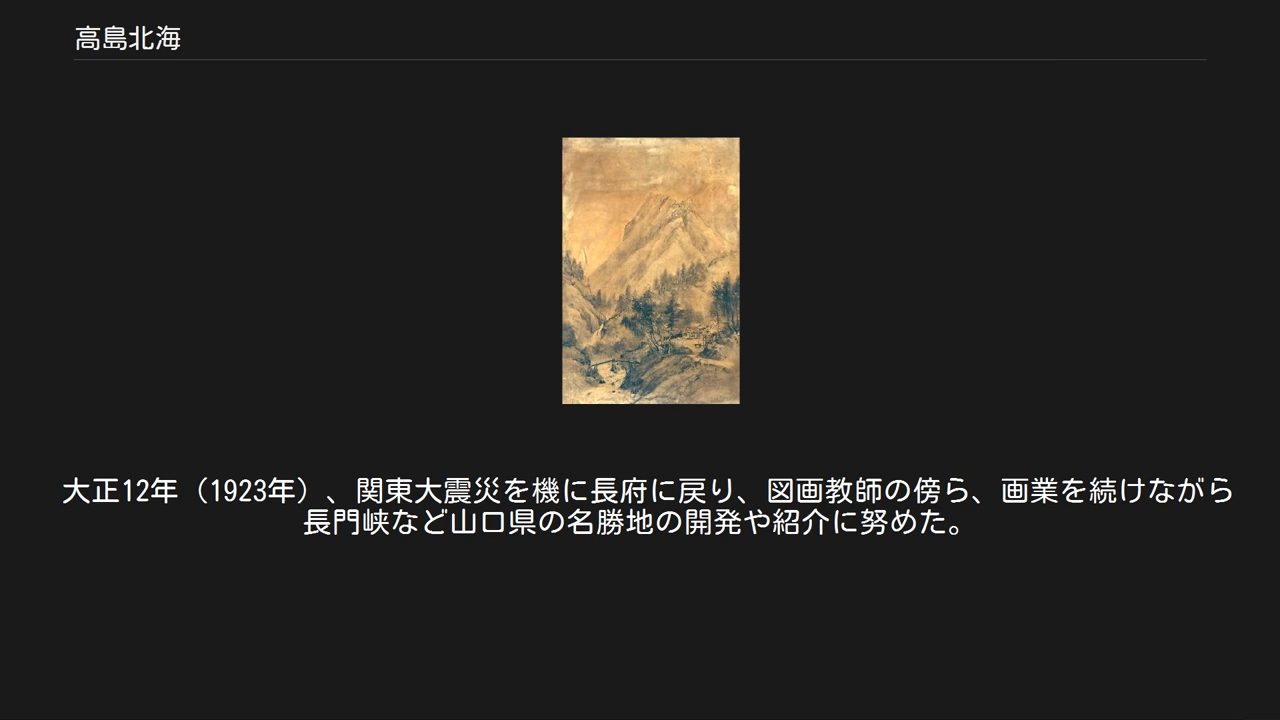 高島北海
大正12年（1923年）、関東大震災を機に長府に戻り、図画教師の傍ら、画業を続けながら
長門峡など山口県の名勝地の開発や紹介に努めた。